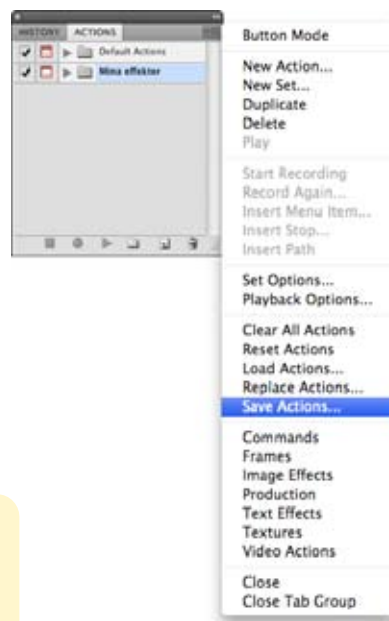 HISTORY ACTIONS
Default Actions
Mina effekter
Button Mode
New Action...
New Set...
Duplicate
Delete
Play
Start Recording
Record Again...
Insert Menu Item...
Insert Stop...
Insert Path
Set Options...
Playback Options...
Clear All Actions
Reset Actions
Load Actions...
Replace Actions...
Save Actions...
Commands
Frames
Image Effects
Production
Text Effects
Textures
Video Actions
Close
Close Tab Group